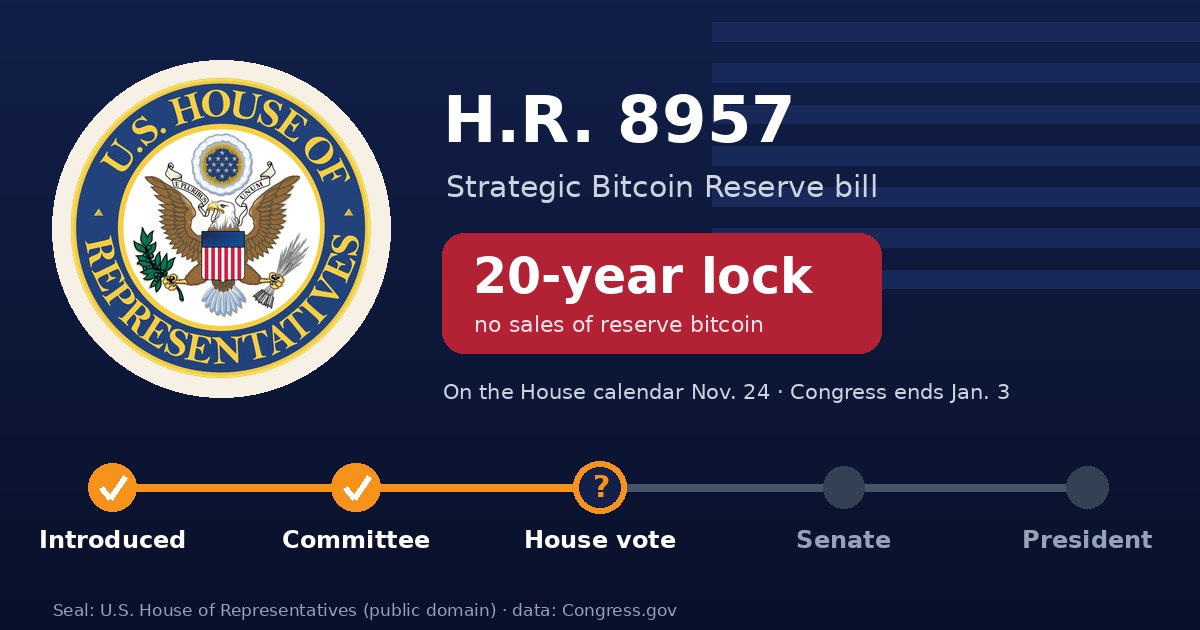 U.S. HOUSE OF
REPRESENTATIVES
E PLURIBUS
UNUM
H.R. 8957
Strategic Bitcoin Reserve bill
20-year lock
no sales of reserve bitcoin
On the House calendar Nov. 24 · Congress ends Jan. 3
?
Introduced
Committee
House vote
Senate
President
Seal: U.S. House of Representatives (public domain) · data: Congress.gov